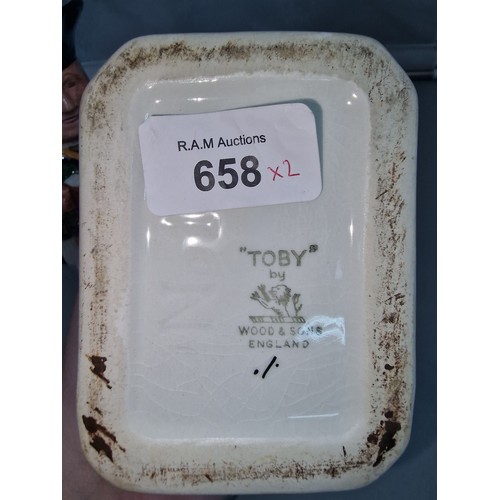 R.A.M Auctions
658 x2
"TOBY"
by
WOOD & SONS
ENGLAND